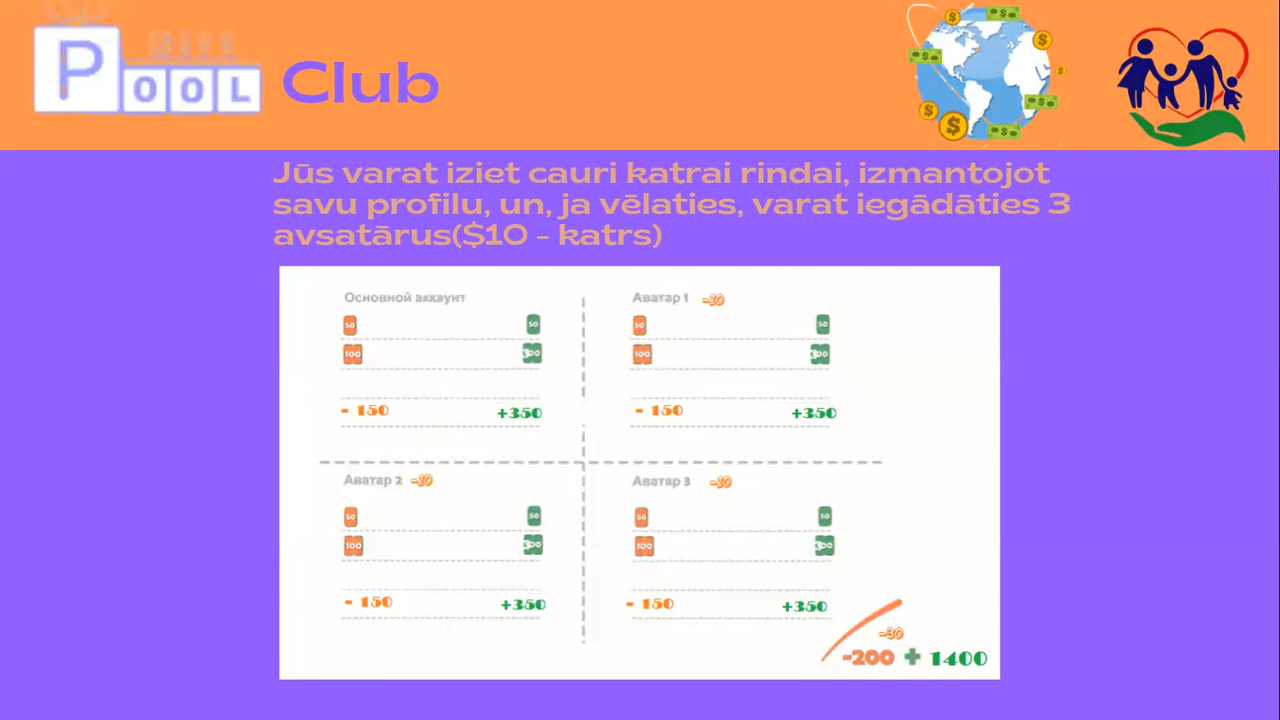 Gift
POOL Club
Jūs varat iziet cauri katrai rindai, izmantojot
savu profilu, un, ja vēlaties, varat iegādāties 3
avsatārus($10 - katrs)
Основной аккаунт
50 50
100 300
- 150 +350
Аватар 1 -10
50 50
100 300
- 150 +350
Аватар 2 -10
50 50
100 300
- 150 +350
Аватар 3 -10
50 50
100 300
- 150 +350
-30
-200 + 1400